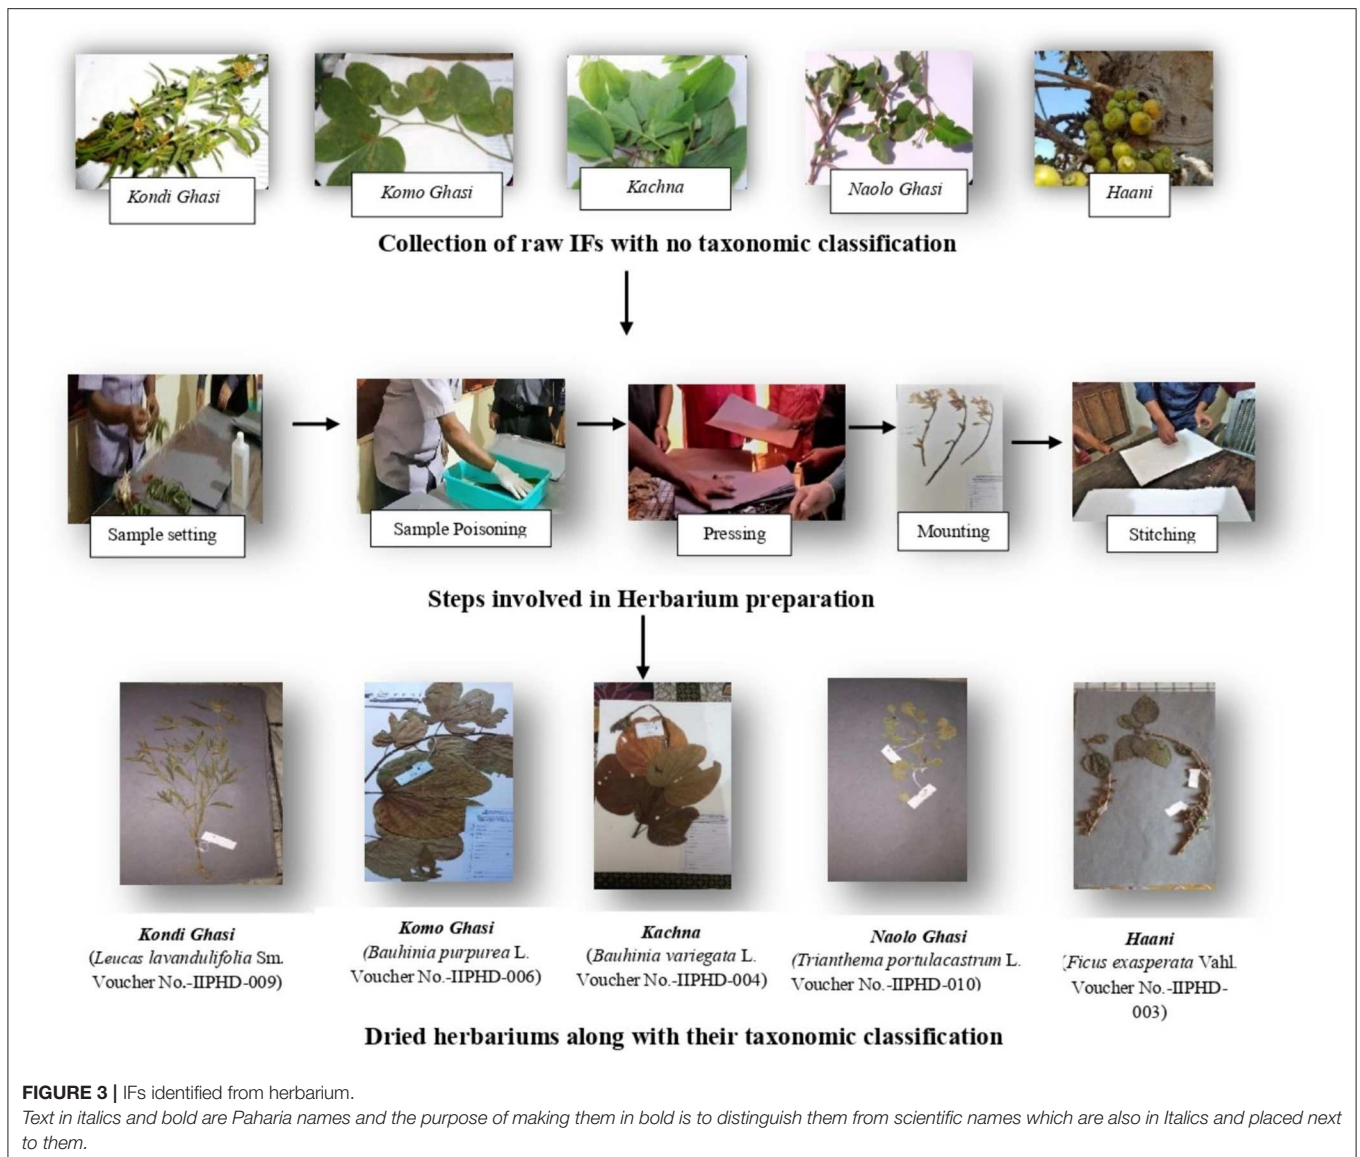 Kondi Ghasi
Komo Ghasi
Kachna
Naolo Ghasi
Haani
Collection of raw IFs with no taxonomic classification
Sample setting
Sample Poisoning
Pressing
Mounting
Stitching
Steps involved in Herbarium preparation
Kondi Ghasi
(Leucas lavandulifolia Sm.
Voucher No.-IIPHD-009)
Komo Ghasi
(Bauhinia purpurea L.
Voucher No.-IIPHD-006)
Kachna
(Bauhinia variegata L.
Voucher No.-IIPHD-004)
Naolo Ghasi
(Trianthema portulacastrum L.
Voucher No.-IIPHD-010)
Haani
(Ficus exasperata Vahl.
Voucher No.-IIPHD-
003)
Dried herbariums along with their taxonomic classification
FIGURE 3 | IFs identified from herbarium.
Text in italics and bold are Paharia names and the purpose of making them in bold is to distinguish them from scientific names which are also in Italics and placed next
to them.